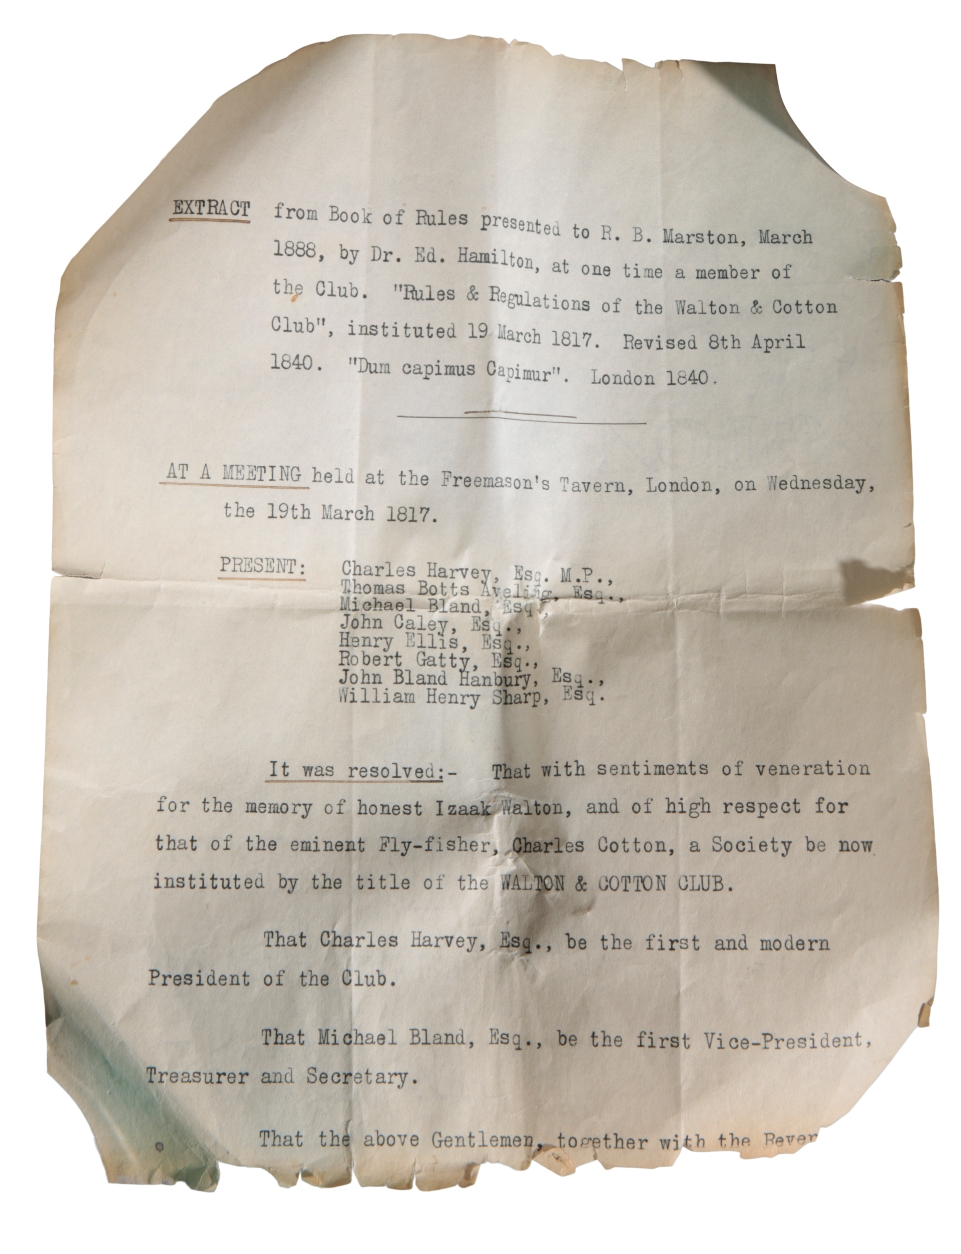 EXTRACT from Book of Rules presented to R. B. Marston, March
1888, by Dr. Ed. Hamilton, at one time a member of
the Club. "Rules & Regulations of the Walton & Cotton
Club", instituted 19 March 1817. Revised 8th April
1840. "Dum capimus Capimur". London 1840.
AT A MEETING held at the Freemason's Tavern, London, on Wednesday,
the 19th March 1817.
PRESENT: Charles Harvey, Esq. M.P.,
Thomas Botts Aveling, Esq.,
Michael Bland, Esq.,
John Caley, Esq.,
Henry Ellis, Esq.,
Robert Gatty, Esq.,
John Bland Hanbury, Esq.,
William Henry Sharp, Esq.
It was resolved:- That with sentiments of veneration
for the memory of honest Izaak Walton, and of high respect for
that of the eminent Fly-fisher, Charles Cotton, a Society be now
instituted by the title of the WALTON & COTTON CLUB.
That Charles Harvey, Esq., be the first and modern
President of the Club.
That Michael Bland, Esq., be the first Vice-President,
Treasurer and Secretary.
That the above Gentlemen, together with the Rever